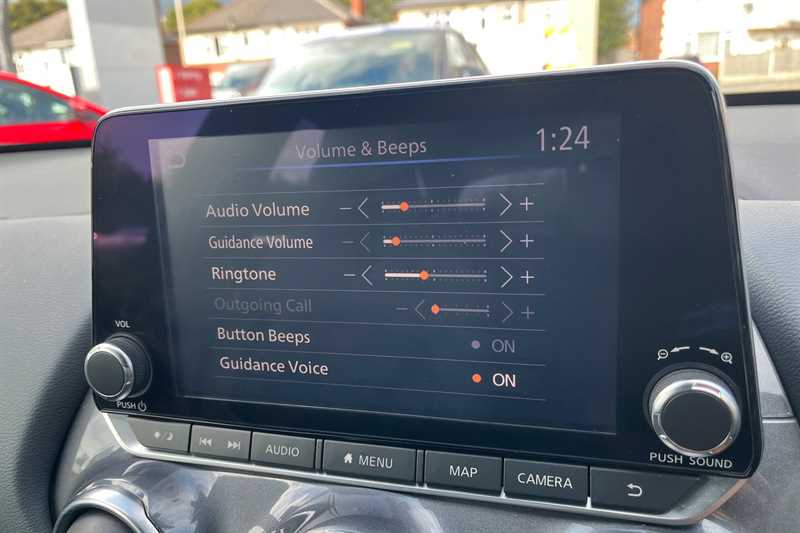 Volume & Beeps 1:24
Audio Volume − +
Guidance Volume − +
Ringtone − +
Outgoing Call − +
Button Beeps ON
Guidance Voice ON
VOL
PUSH
PUSH SOUND
AUDIO
MENU
MAP
CAMERA